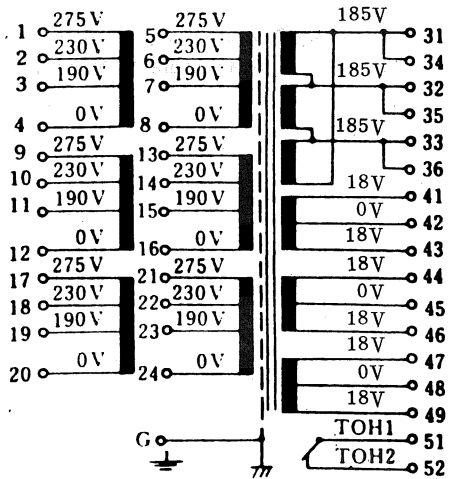 1 275V 5 275V 185V 31
2 230V 6 230V 34
3 190V 7 190V 185V 32
35
4 0V 8 0V 185V 33
9 275V 13 275V 36
10 230V 14 230V 18V 41
11 190V 15 190V 0V 42
12 0V 16 0V 18V 43
17 275V 21 275V 18V 44
18 230V 22 230V 0V 45
19 190V 23 190V 18V 46
18V 47
20 0V 24 0V 0V 48
18V 49
G TOH1 51
TOH2 52